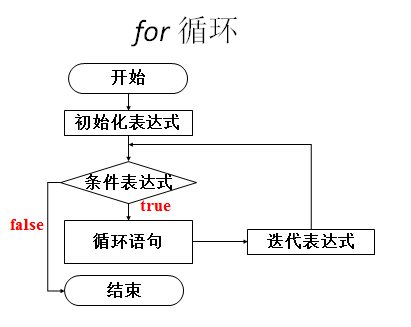 for 循环
开始
初始化表达式
条件表达式
true
false
循环语句
迭代表达式
结束